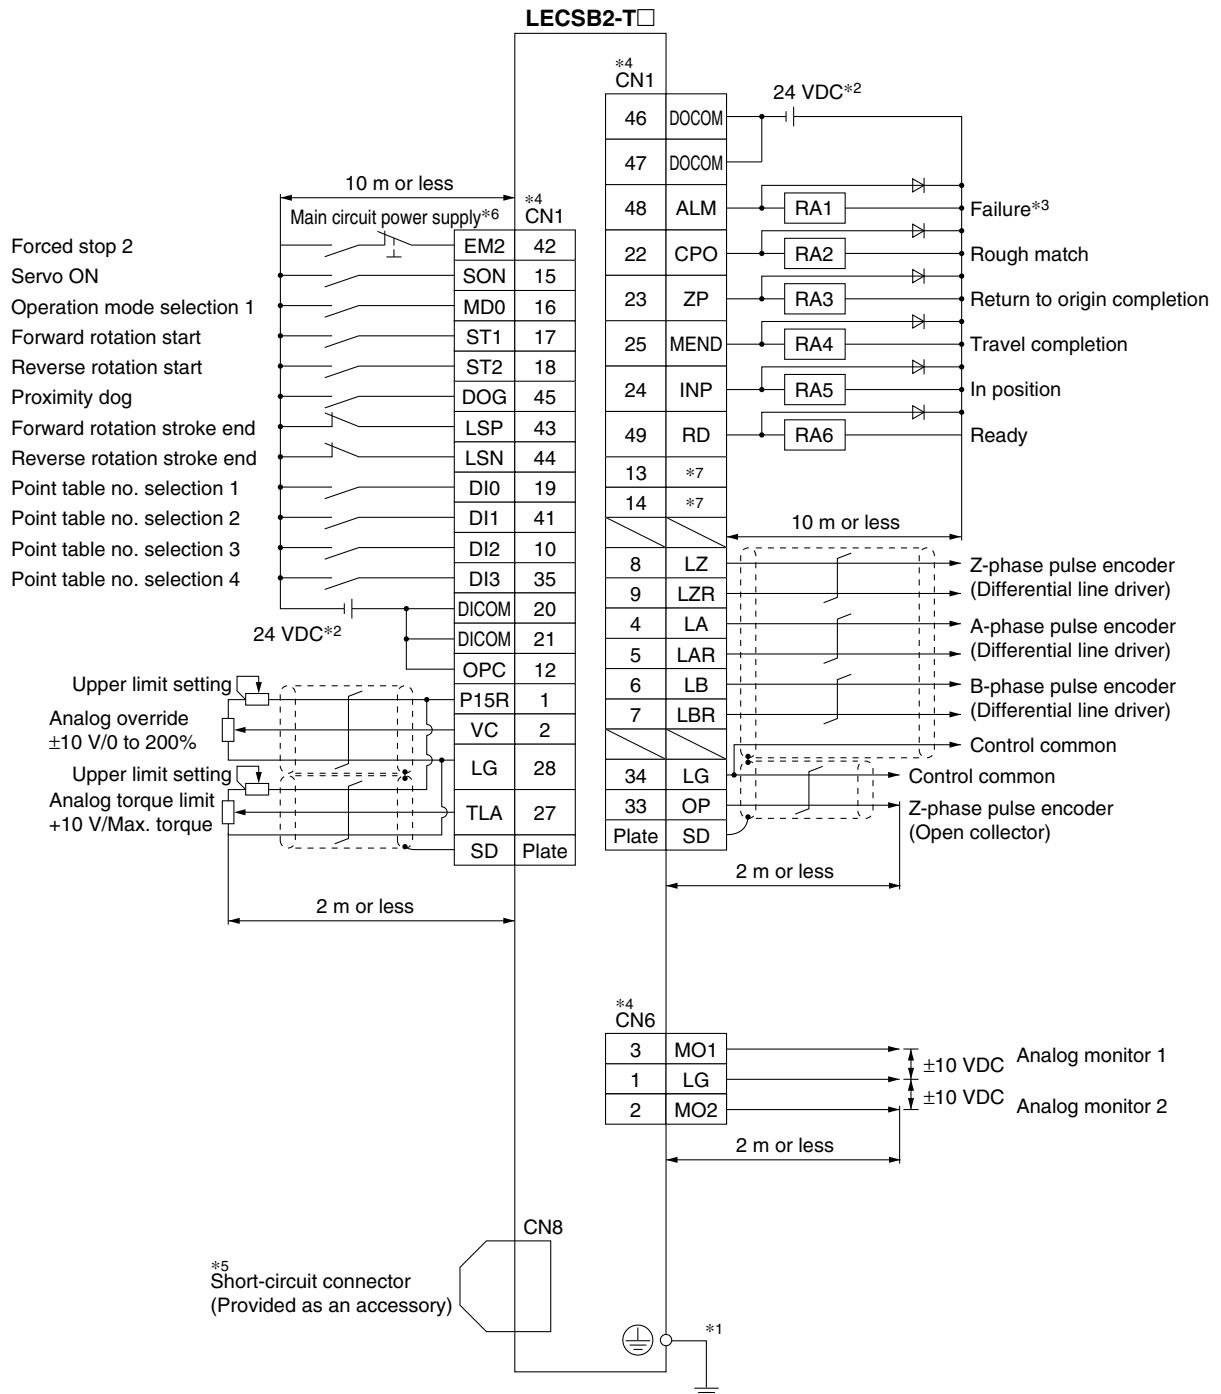 LECSB2-T□
*4
CN1
24 VDC*2
46 DOCOM
47 DOCOM
48 ALM RA1 Failure*3
22 CPO RA2 Rough match
23 ZP RA3 Return to origin completion
25 MEND RA4 Travel completion
24 INP RA5 In position
49 RD RA6 Ready
13 *7
14 *7
10 m or less
8 LZ Z-phase pulse encoder
9 LZR (Differential line driver)
4 LA A-phase pulse encoder
5 LAR (Differential line driver)
6 LB B-phase pulse encoder
7 LBR (Differential line driver)
Control common
34 LG Control common
33 OP Z-phase pulse encoder
(Open collector)
Plate SD
2 m or less
10 m or less
*4
CN1
Main circuit power supply*6
Forced stop 2 EM2 42
Servo ON SON 15
Operation mode selection 1 MD0 16
Forward rotation start ST1 17
Reverse rotation start ST2 18
Proximity dog DOG 45
Forward rotation stroke end LSP 43
Reverse rotation stroke end LSN 44
Point table no. selection 1 DI0 19
Point table no. selection 2 DI1 41
Point table no. selection 3 DI2 10
Point table no. selection 4 DI3 35
DICOM 20
24 VDC*2
DICOM 21
OPC 12
Upper limit setting P15R 1
Analog override
±10 V/0 to 200%
VC 2
LG 28
Upper limit setting
Analog torque limit
+10 V/Max. torque
TLA 27
SD Plate
2 m or less
*4
CN6
3 MO1
1 LG
2 MO2
±10 VDC Analog monitor 1
±10 VDC Analog monitor 2
2 m or less
CN8
*5
Short-circuit connector
(Provided as an accessory)
*1